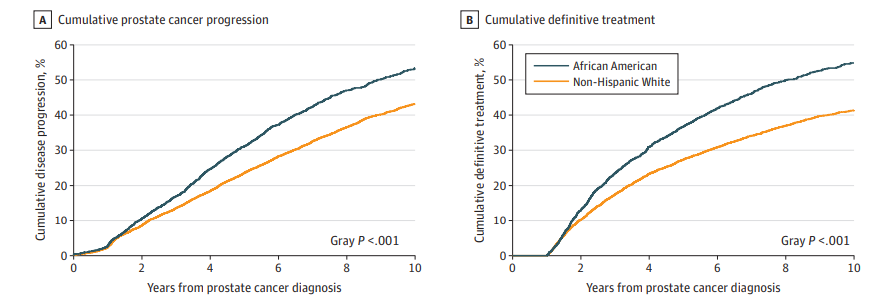 A Cumulative prostate cancer progression
60
50
40
30
20
10
0
Cumulative disease progression, %
0 2 4 6 8 10
Years from prostate cancer diagnosis
Gray P <.001
B Cumulative definitive treatment
60
50
40
30
20
10
0
Cumulative definitive treatment, %
African American
Non-Hispanic White
0 2 4 6 8 10
Years from prostate cancer diagnosis
Gray P <.001